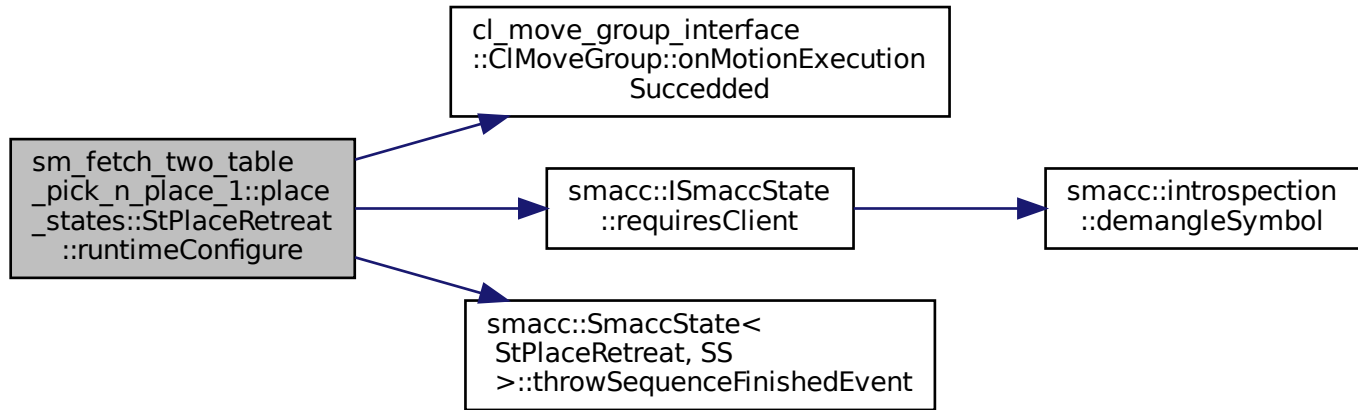 sm_fetch_two_table
_pick_n_place_1::place
_states::StPlaceRetreat
::runtimeConfigure
cl_move_group_interface
::ClMoveGroup::onMotionExecution
Succedded
smacc::ISmaccState
::requiresClient
smacc::introspection
::demangleSymbol
smacc::SmaccState<
StPlaceRetreat, SS
>::throwSequenceFinishedEvent